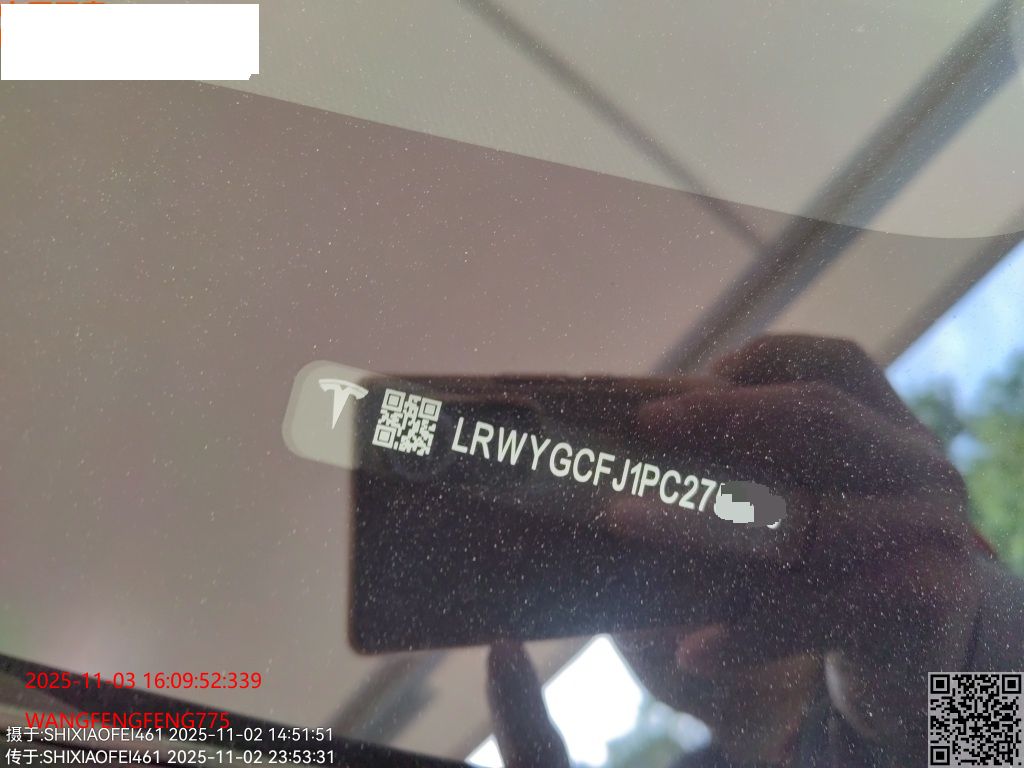 LRWYGCFJ1PC27
2025-11-03 16:09:52:339
WANGFENGFENG775
摄于:SHIXIAOFEI461 2025-11-02 14:51:51
传于:SHIXIAOFEI461 2025-11-02 23:53:31